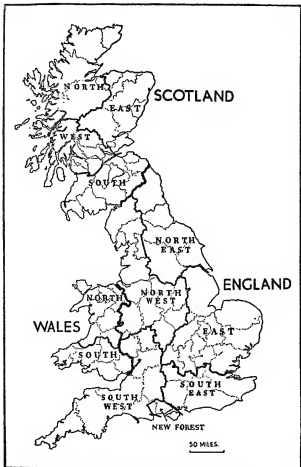 NORTH
SCOTLAND
EAST
WEST
SOUTH
NORTH
EAST
ENGLAND
NORTH
NORTH
WEST
WALES
EAST
SOUTH
SOUTH
EAST
SOUTH
WEST
NEW FOREST
50 MILES.